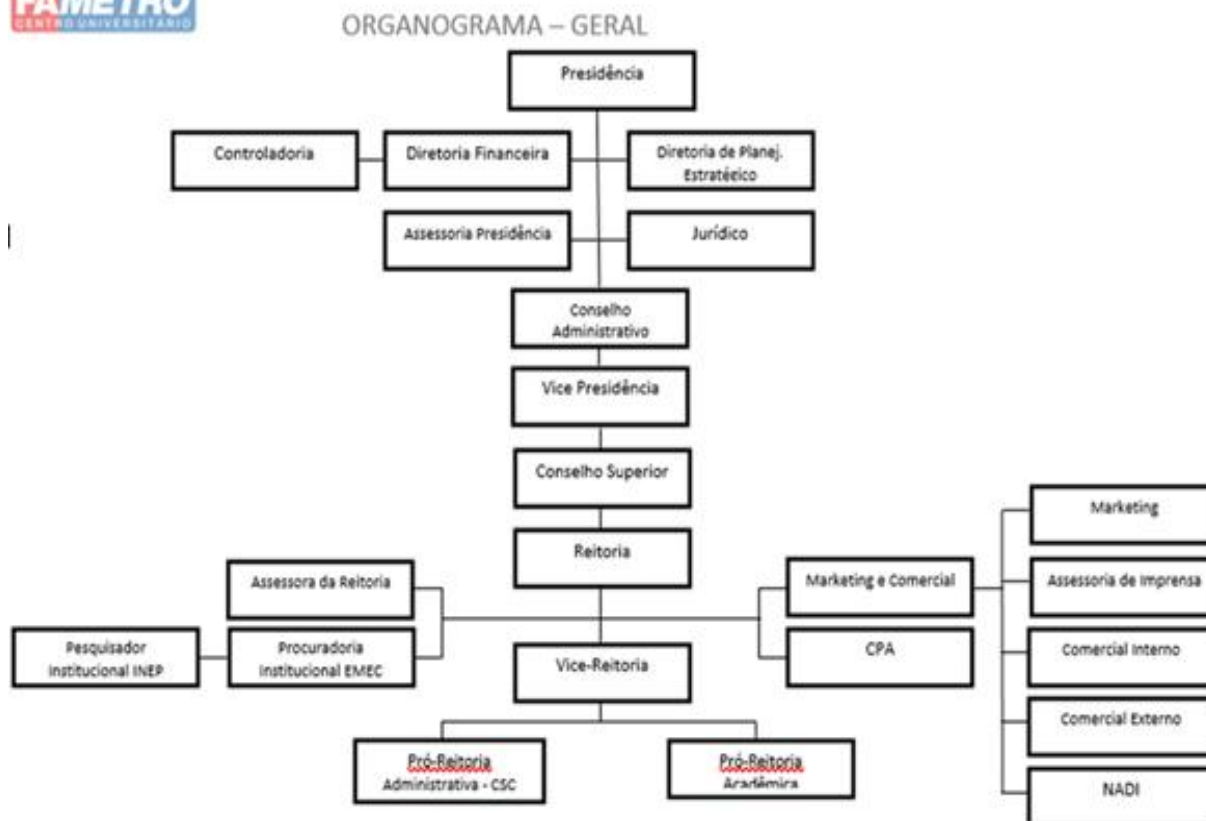 FAMETRO
CENTRO UNIVERSITÁRIO
ORGANOGRAMA – GERAL
Presidência
Controladoria
Diretoria Financeira
Diretoria de Planej.
Estratégico
Assessoria Presidência
Jurídico
Conselho
Administrativo
Vice Presidência
Conselho Superior
Reitoria
Assessora da Reitoria
Pesquisador
Institucional INEP
Procuradoria
Institucional EMEC
Marketing e Comercial
CPA
Marketing
Assessoria de Imprensa
Comercial Interno
Comercial Externo
NADI
Vice-Reitoria
Pró-Reitoria
Administrativa - CSC
Pró-Reitoria
Acadêmica